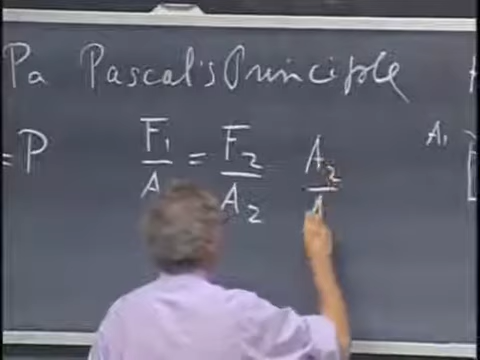 Pa Pascal's Principle
= P F₁/A = F₂/A₂ A₂/A A₁